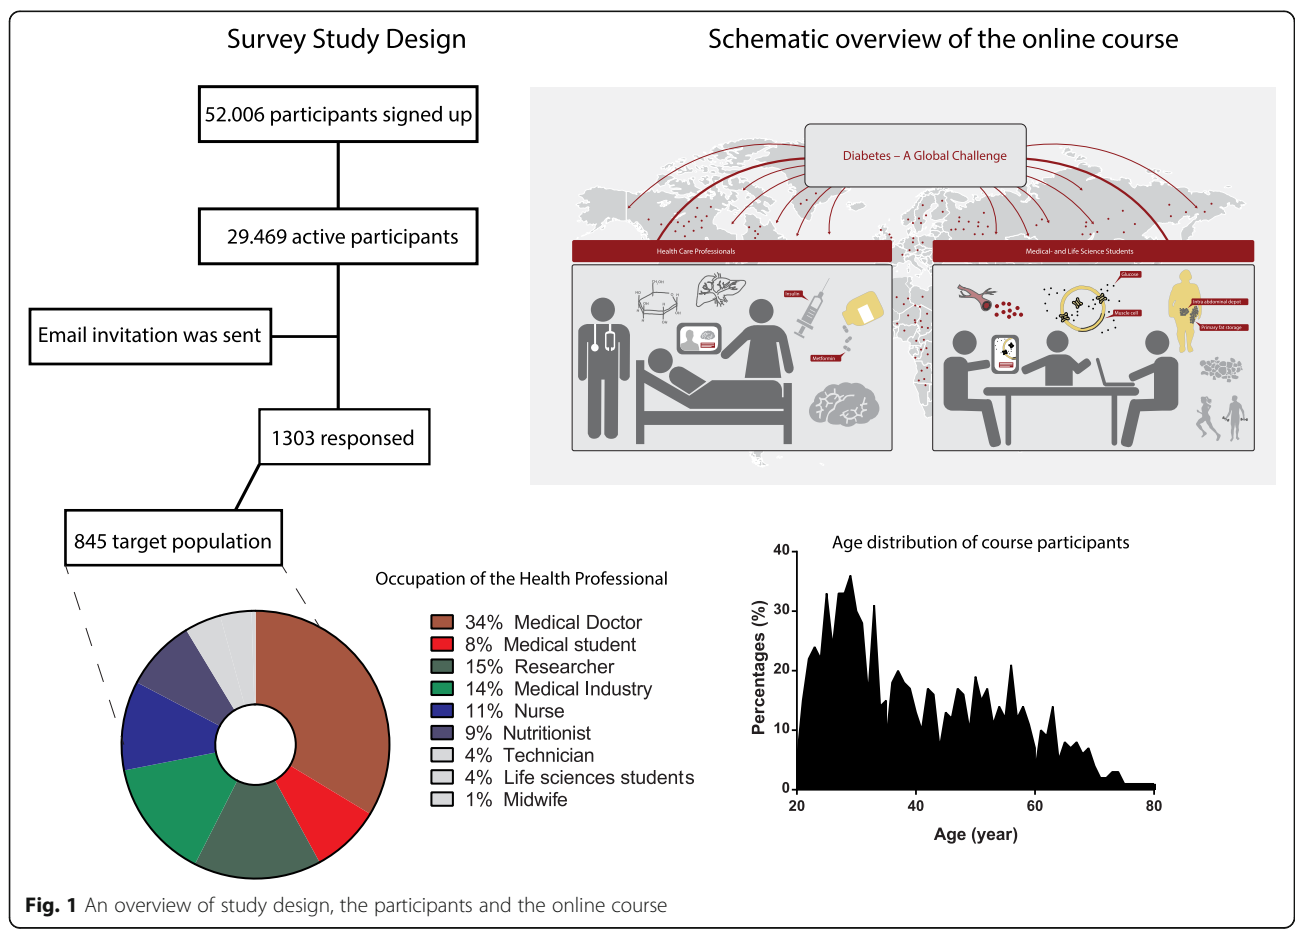 Survey Study Design
52.006 participants signed up
29.469 active participants
Email invitation was sent
1303 responsed
845 target population
Occupation of the Health Professional
34% Medical Doctor
8% Medical student
15% Researcher
14% Medical Industry
11% Nurse
9% Nutritionist
4% Technician
4% Life sciences students
1% Midwife
Schematic overview of the online course
Diabetes – A Global Challenge
Health Care Professionals
Insulin
Metformin
Medical- and Life Science Students
Glucose
Muscle cell
Intra abdominal depot
Primary fat storage
Age distribution of course participants
Percentages (%)
40
30
20
10
0
20 40 60 80
Age (year)
Fig. 1 An overview of study design, the participants and the online course